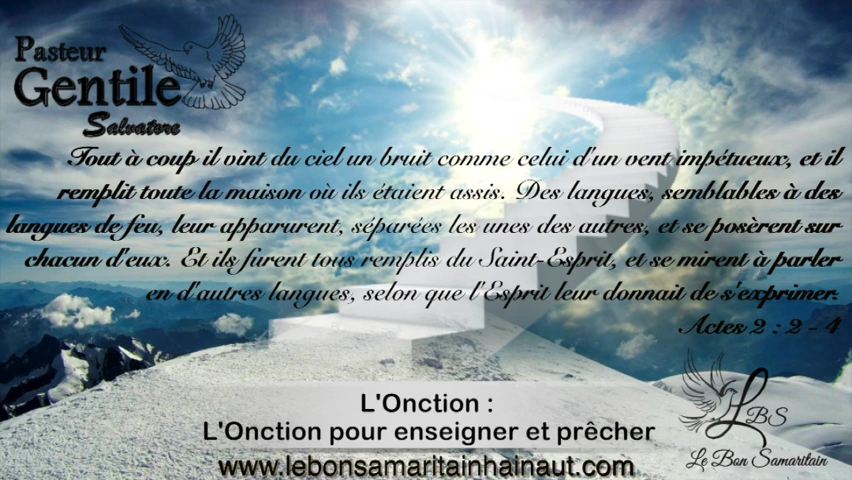 Pasteur
Gentile
Salvatore
Tout à coup il vint du ciel un bruit comme celui d'un vent impétueux, et il
remplit toute la maison où ils étaient assis. Des langues, semblables à des
langues de feu, leur apparurent, séparées les unes des autres, et se posèrent sur
chacun d'eux. Et ils furent tous remplis du Saint-Esprit, et se mirent à parler
en d'autres langues, selon que l'Esprit leur donnait de s'exprimer.
Actes 2 : 2 - 4
L'Onction :
L'Onction pour enseigner et prêcher
www.lebonsamaritainhainaut.com
LBS
Le Bon Samaritain